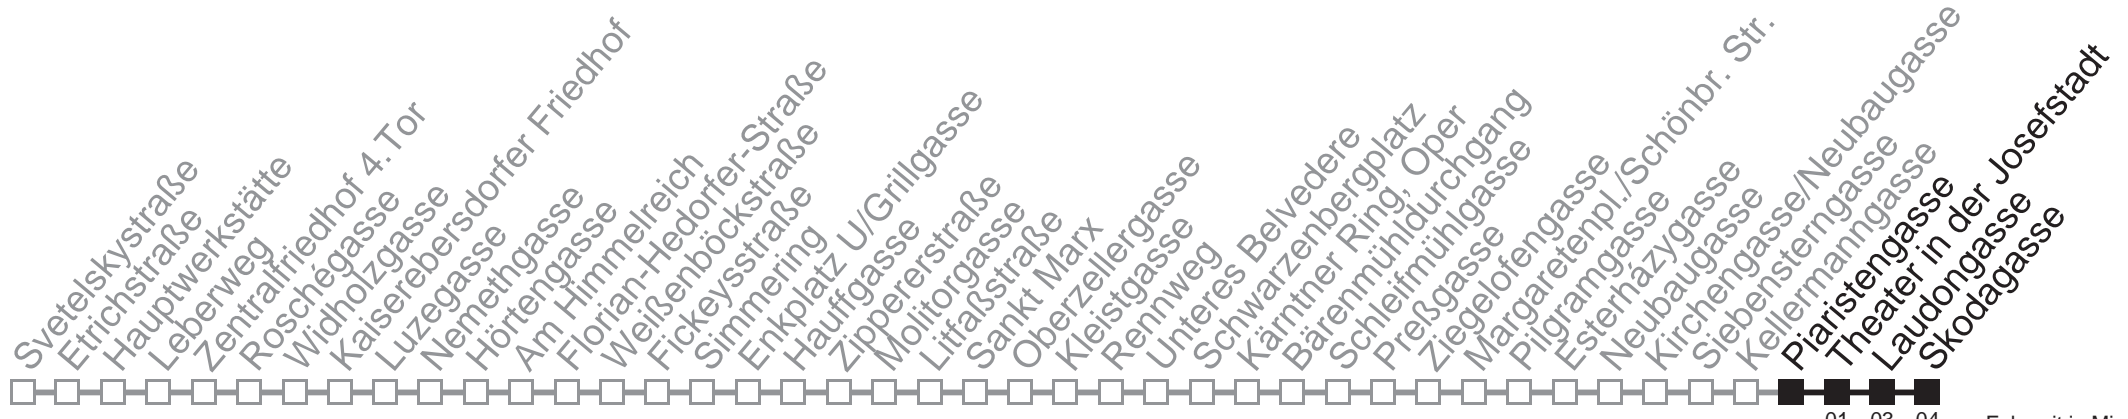 Svetelskystraße
Etrichstraße
Hauptwerkstätte
Leberweg
Zentralfriedhof 4.Tor
Roschégasse
Widholzgasse
Kaiserebersdorfer Friedhof
Luzegasse
Nemethgasse
Hörtengasse
Am Himmelreich
Florian-Hedorfer-Straße
Weißenböckstraße
Fickeysstraße
Simmering
Enkplatz U/Grillgasse
Hauffgasse
Zippererstraße
Molitorgasse
Litfaßstraße
Sankt Marx
Oberzellergasse
Kleistgasse
Rennweg
Unteres Belvedere
Schwarzenbergplatz
Kärntner Ring, Oper
Bärenmühldurchgang
Schleifmühlgasse
Preßgasse
Ziegelofengasse
Margaretenpl./Schönbr. Str.
Pilgramgasse
Esterházygasse
Neubaugasse
Kirchengasse/Neubaugasse
Siebensterngasse
Kellermanngasse
Piaristengasse
Theater in der Josefstadt
Laudongasse
Skodagasse
01 03 04